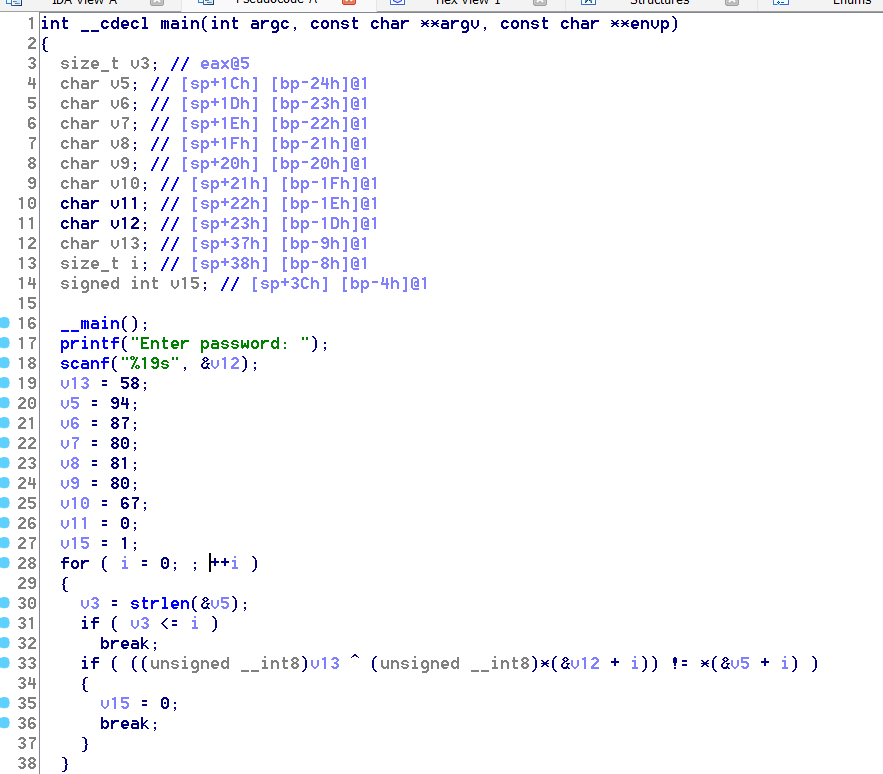 IDA View-A Pseudocode-A Hex View-1 Structures Enums
1 int __cdecl main(int argc, const char **argv, const char **envp)
2 {
3 size_t v3; // eax@5
4 char v5; // [sp+1Ch] [bp-24h]@1
5 char v6; // [sp+1Dh] [bp-23h]@1
6 char v7; // [sp+1Eh] [bp-22h]@1
7 char v8; // [sp+1Fh] [bp-21h]@1
8 char v9; // [sp+20h] [bp-20h]@1
9 char v10; // [sp+21h] [bp-1Fh]@1
10 char v11; // [sp+22h] [bp-1Eh]@1
11 char v12; // [sp+23h] [bp-1Dh]@1
12 char v13; // [sp+37h] [bp-9h]@1
13 size_t i; // [sp+38h] [bp-8h]@1
14 signed int v15; // [sp+3Ch] [bp-4h]@1
15
16 __main();
17 printf("Enter password: ");
18 scanf("%19s", &v12);
19 v13 = 58;
20 v5 = 94;
21 v6 = 87;
22 v7 = 80;
23 v8 = 81;
24 v9 = 80;
25 v10 = 67;
26 v11 = 0;
27 v15 = 1;
28 for ( i = 0; ; ++i )
29 {
30 v3 = strlen(&v5);
31 if ( v3 <= i )
32 break;
33 if ( ((unsigned __int8)v13 ^ (unsigned __int8)*(&v12 + i)) != *(&v5 + i) )
34 {
35 v15 = 0;
36 break;
37 }
38 }